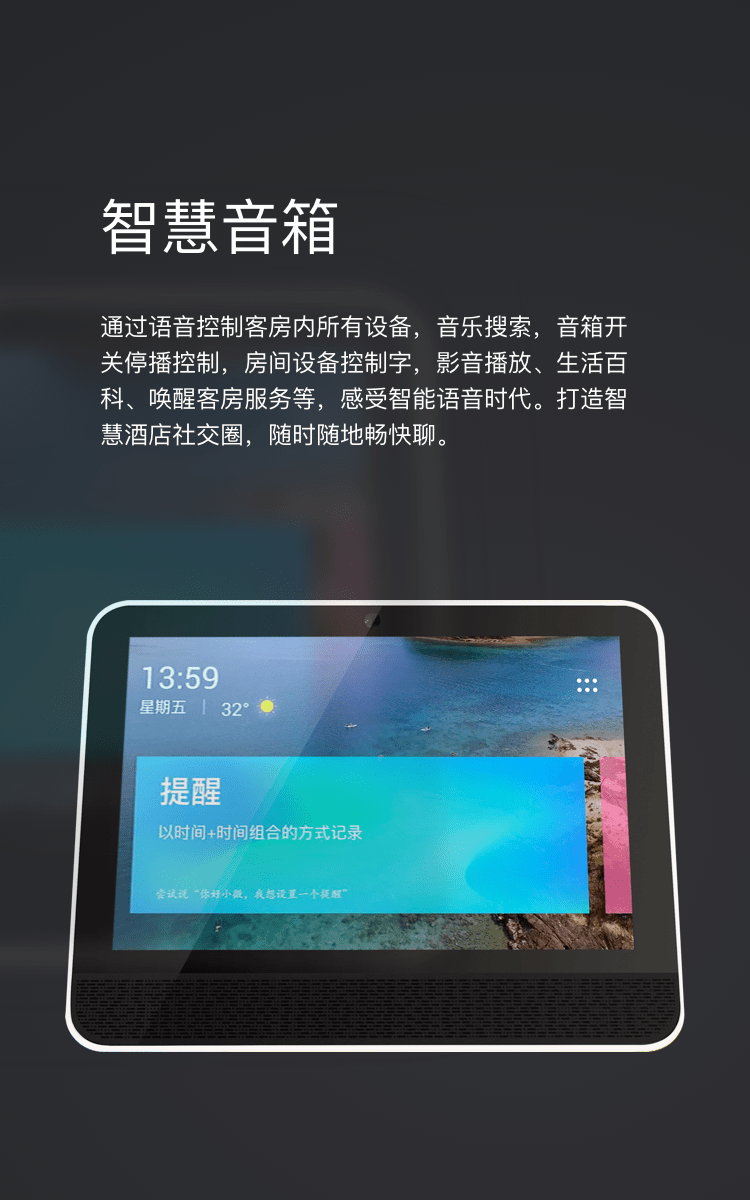 智慧音箱
通过语音控制客房内所有设备，音乐搜索，音箱开
关停播控制，房间设备控制字，影音播放、生活百
科、唤醒客房服务等，感受智能语音时代。打造智
慧酒店社交圈，随时随地畅快聊。
13:59
星期五 | 32°
提醒
以时间+时间组合的方式记录
尝试说“你好小微，我想设置一个提醒”